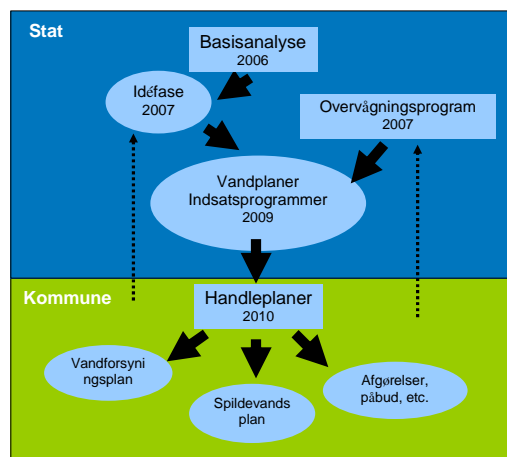 Stat
Basisanalyse
2006
Idéfase
2007
Overvågningsprogram
2007
Vandplaner
Indsatsprogrammer
2009
Kommune
Handleplaner
2010
Vandforsyni
ngsplan
Spildevands
plan
Afgørelser,
påbud, etc.